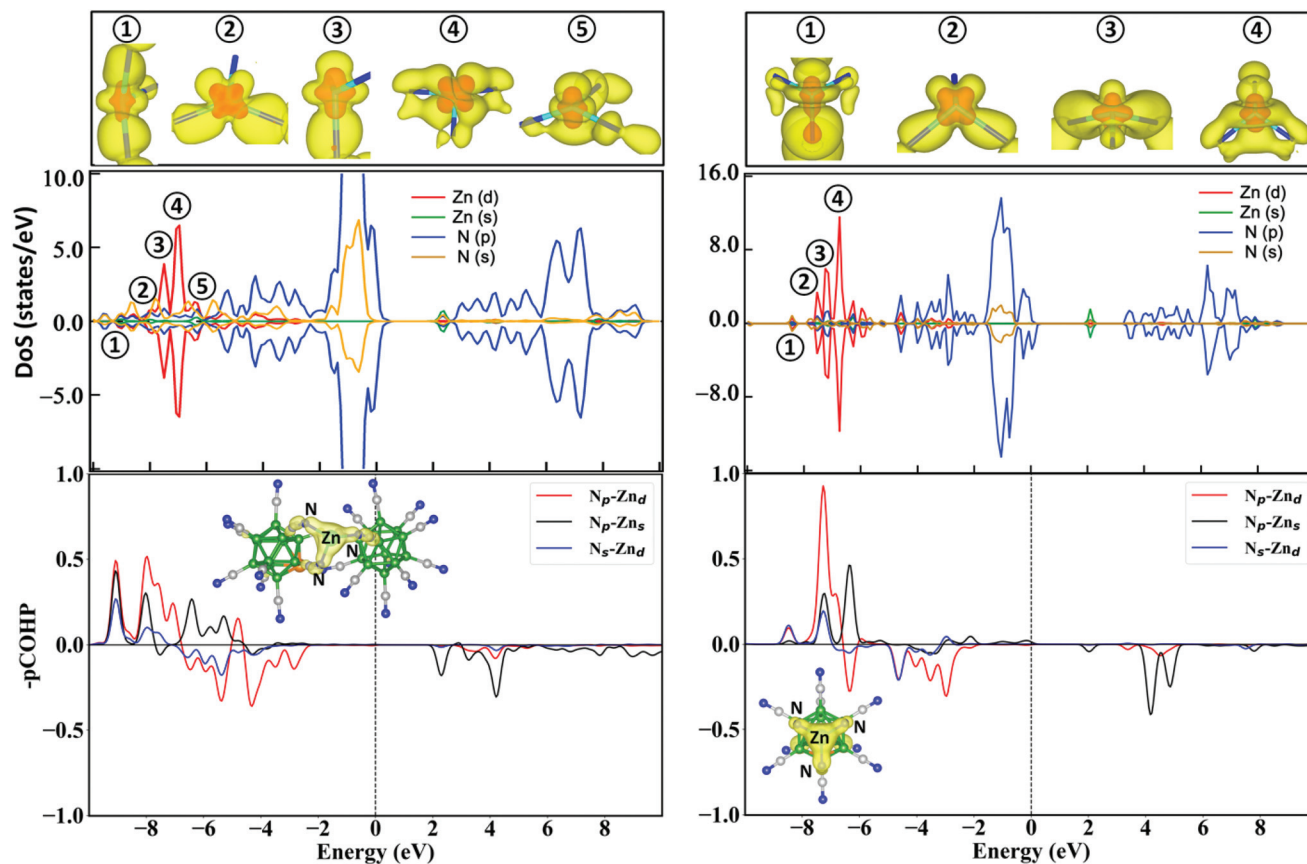 ① ② ③ ④ ⑤
10.0
5.0
0.0
−5.0
DoS (states/eV)
④
③
②
⑤
①
Zn (d)
Zn (s)
N (p)
N (s)
1.0
0.5
0.0
−0.5
−1.0
-pCOHP
N Zn
N
N
Np-Znd
Np-Zns
Ns-Znd
−8 −6 −4 −2 0 2 4 6 8
Energy (eV)
① ② ③ ④
16.0
8.0
0.0
−8.0
④
③
②
①
Zn (d)
Zn (s)
N (p)
N (s)
1.0
0.5
0.0
−0.5
−1.0
Np-Znd
Np-Zns
Ns-Znd
N N
Zn
N
−8 −6 −4 −2 0 2 4 6 8
Energy (eV)